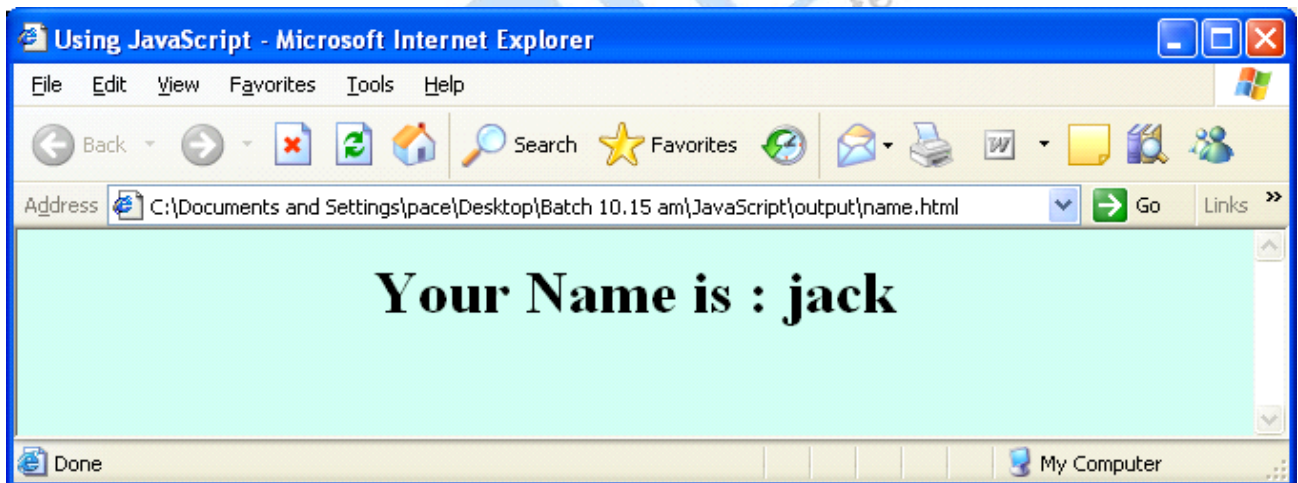 Using JavaScript - Microsoft Internet Explorer
File Edit View Favorites Tools Help
Back Search Favorites W
Address C:\Documents and Settings\pace\Desktop\Batch 10.15 am\JavaScript\output\name.html Go Links »
Your Name is : jack
Done My Computer